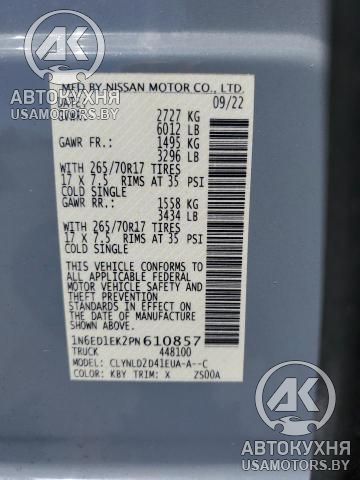 АК
АВТОКУХНЯ
USAMOTORS.BY
MFD BY NISSAN MOTOR CO., LTD.
DATE: 09/22
GVWR: 2727 KG
6012 LB
GAWR FR: 1495 KG
3296 LB
WITH 265/70R17 TIRES
17 X 7.5 RIMS AT 35 PSI
COLD SINGLE
GAWR RR: 1558 KG
3434 LB
WITH 265/70R17 TIRES
17 X 7.5 RIMS AT 35 PSI
COLD SINGLE
THIS VEHICLE CONFORMS TO
ALL APPLICABLE FEDERAL
MOTOR VEHICLE SAFETY
STANDARDS IN EFFECT ON
THE DATE OF MANUFACTURE
SHOWN ABOVE.
1N6ED1EK2PN610857
TRUCK 448100
MODEL: CLYNLD2D41EUA-A--C
COLOR: KBY TRIM: X ZS00A
АК
АВТОКУХНЯ
USAMOTORS.BY